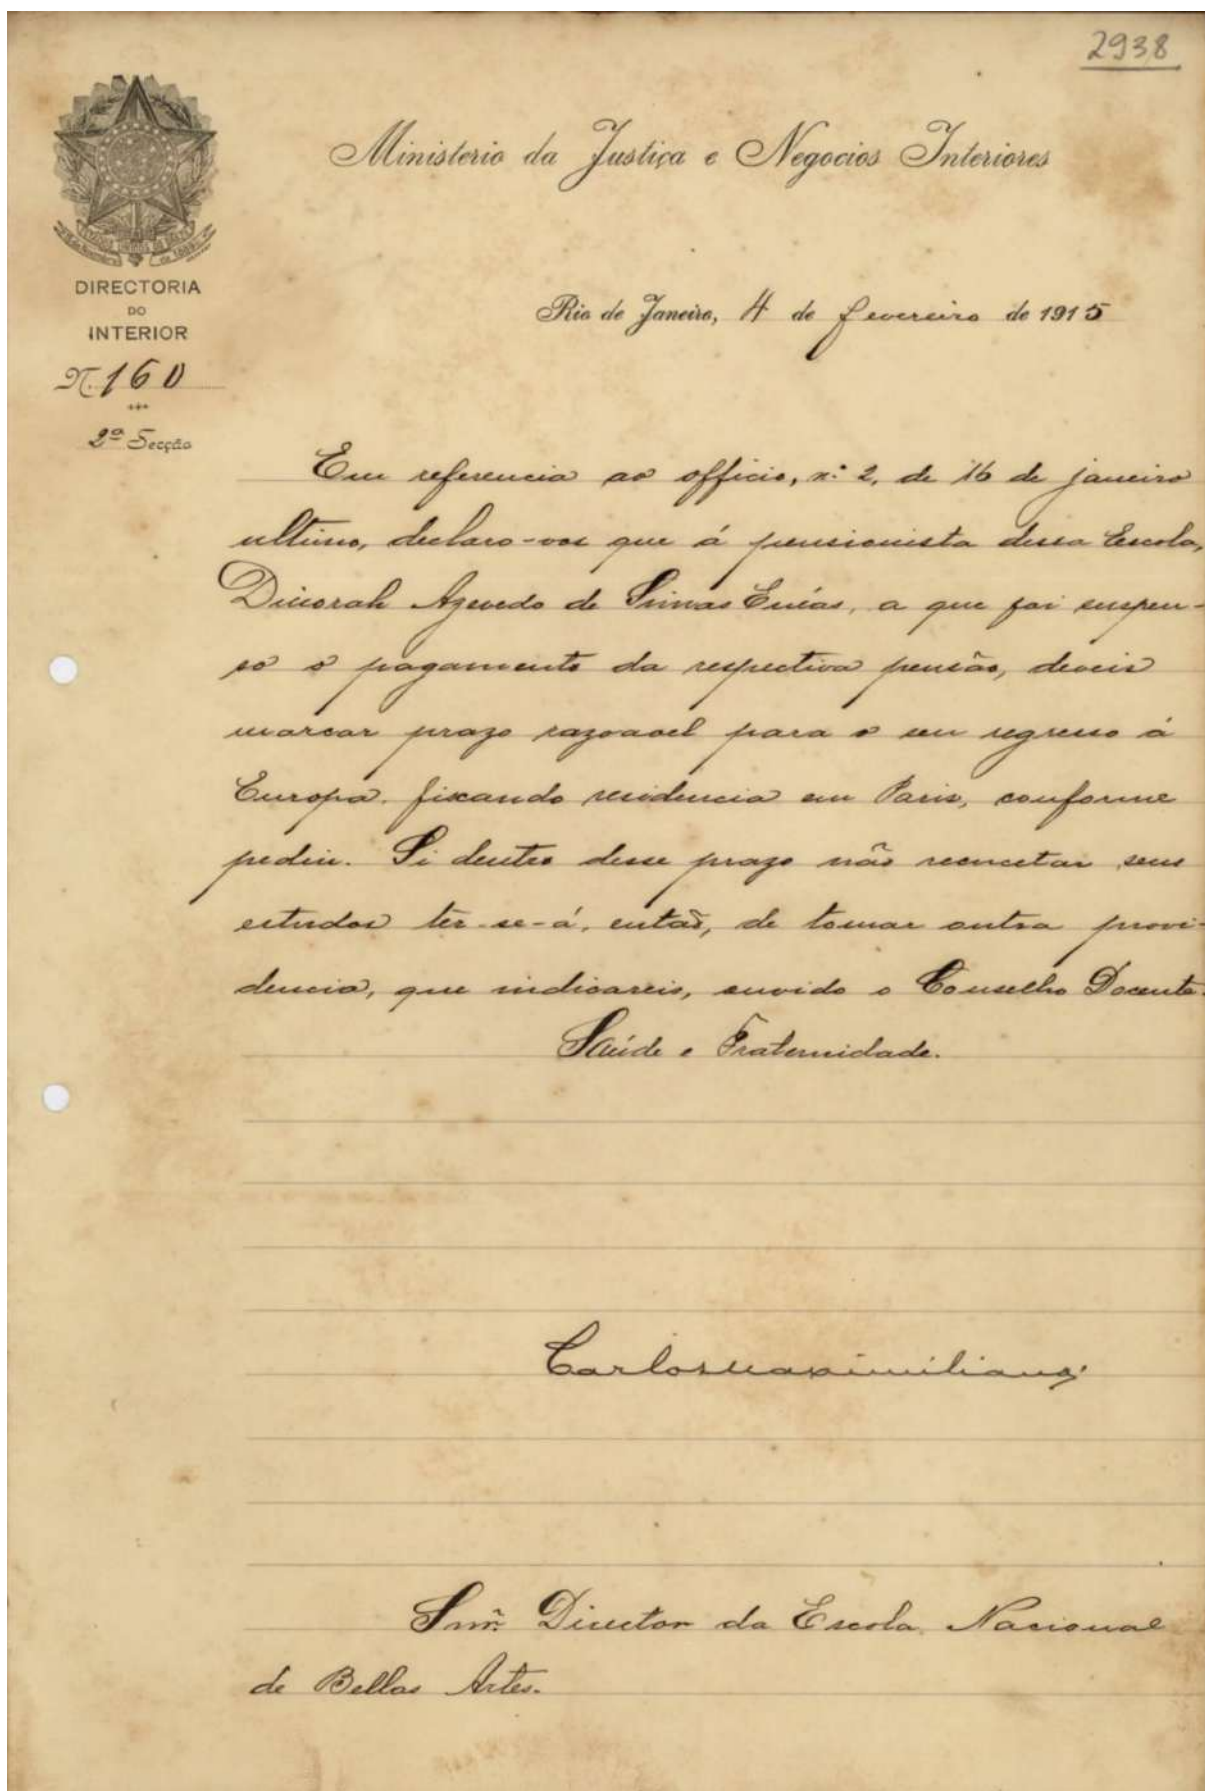 2938
Ministerio da Justiça e Negocios Interiores
DIRECTORIA
DO
INTERIOR
N. 160
2ª Secção
Rio de Janeiro, 4 de fevereiro de 1915
Em referencia ao officio, n.º 2, de 16 de janeiro
ultimo, declaro-vos que á pensionista dessa Escola,
Dinorah Azevedo de Simas Enéas, a que foi suspen-
so o pagamento da respectiva pensão, deveis
marcar prazo razoavel para o seu regresso á
Europa, fixando residencia em Paris, conforme
pediu. Si dentro desse prazo não reencetar seus
estudos ter-se-á, então, de tomar outra provi-
dencia, que indicareis, ouvido o Conselho Docente.
Saúde e Fraternidade.
Carlos Maximiliano
Snr. Director da Escola Nacional
de Bellas Artes.